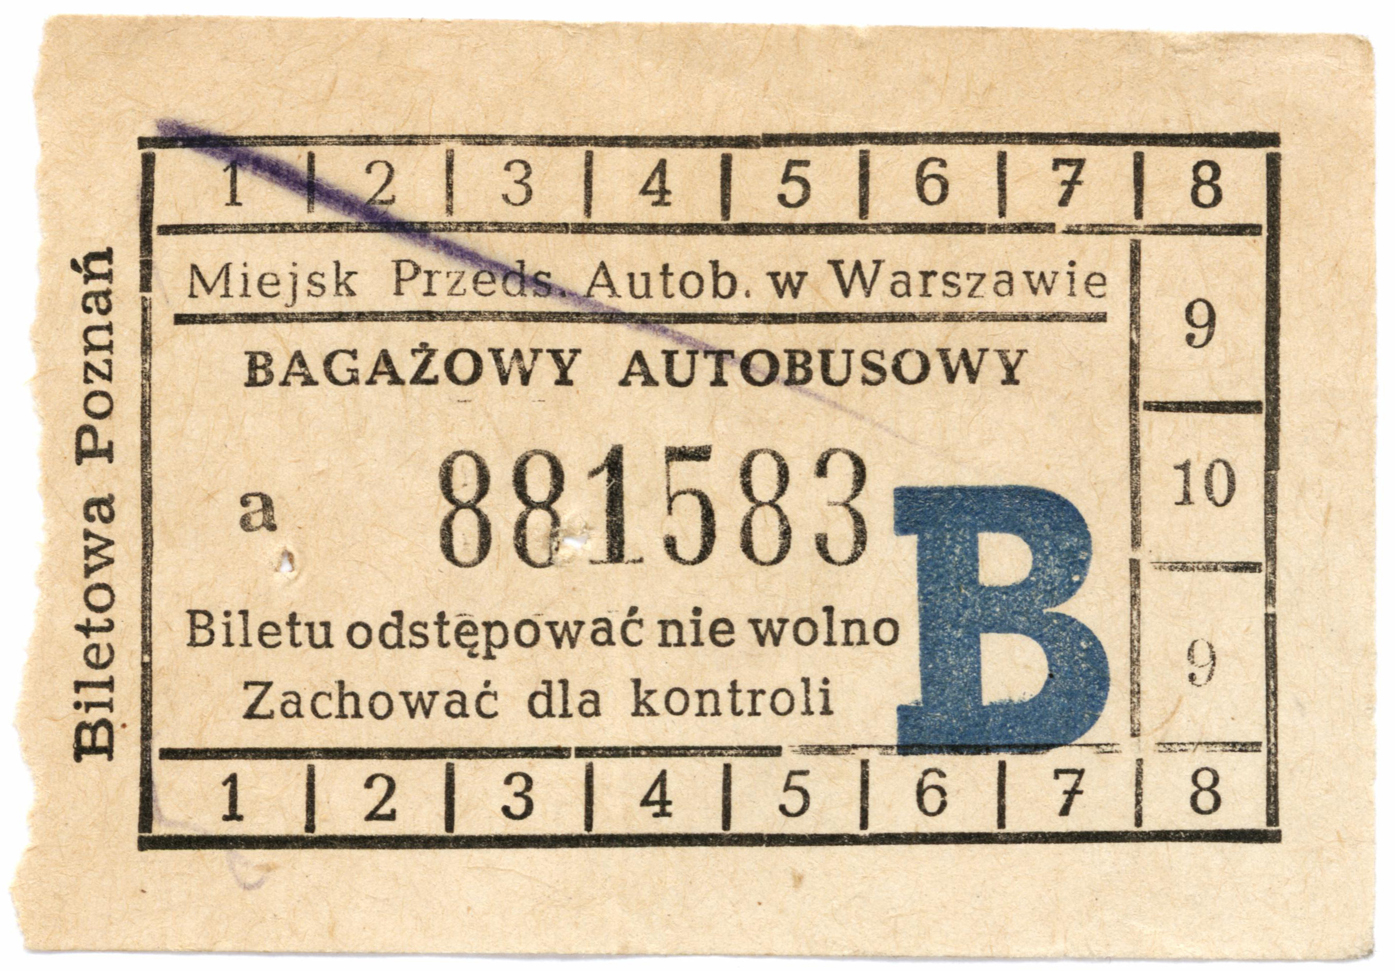 1 2 3 4 5 6 7 8
Miejsk Przeds. Autob. w Warszawie
9
BAGAŻOWY AUTOBUSOWY
a 881583
10
B
Biletu odstępować nie wolno
9
Zachować dla kontroli
1 2 3 4 5 6 7 8
Biletowa Poznań